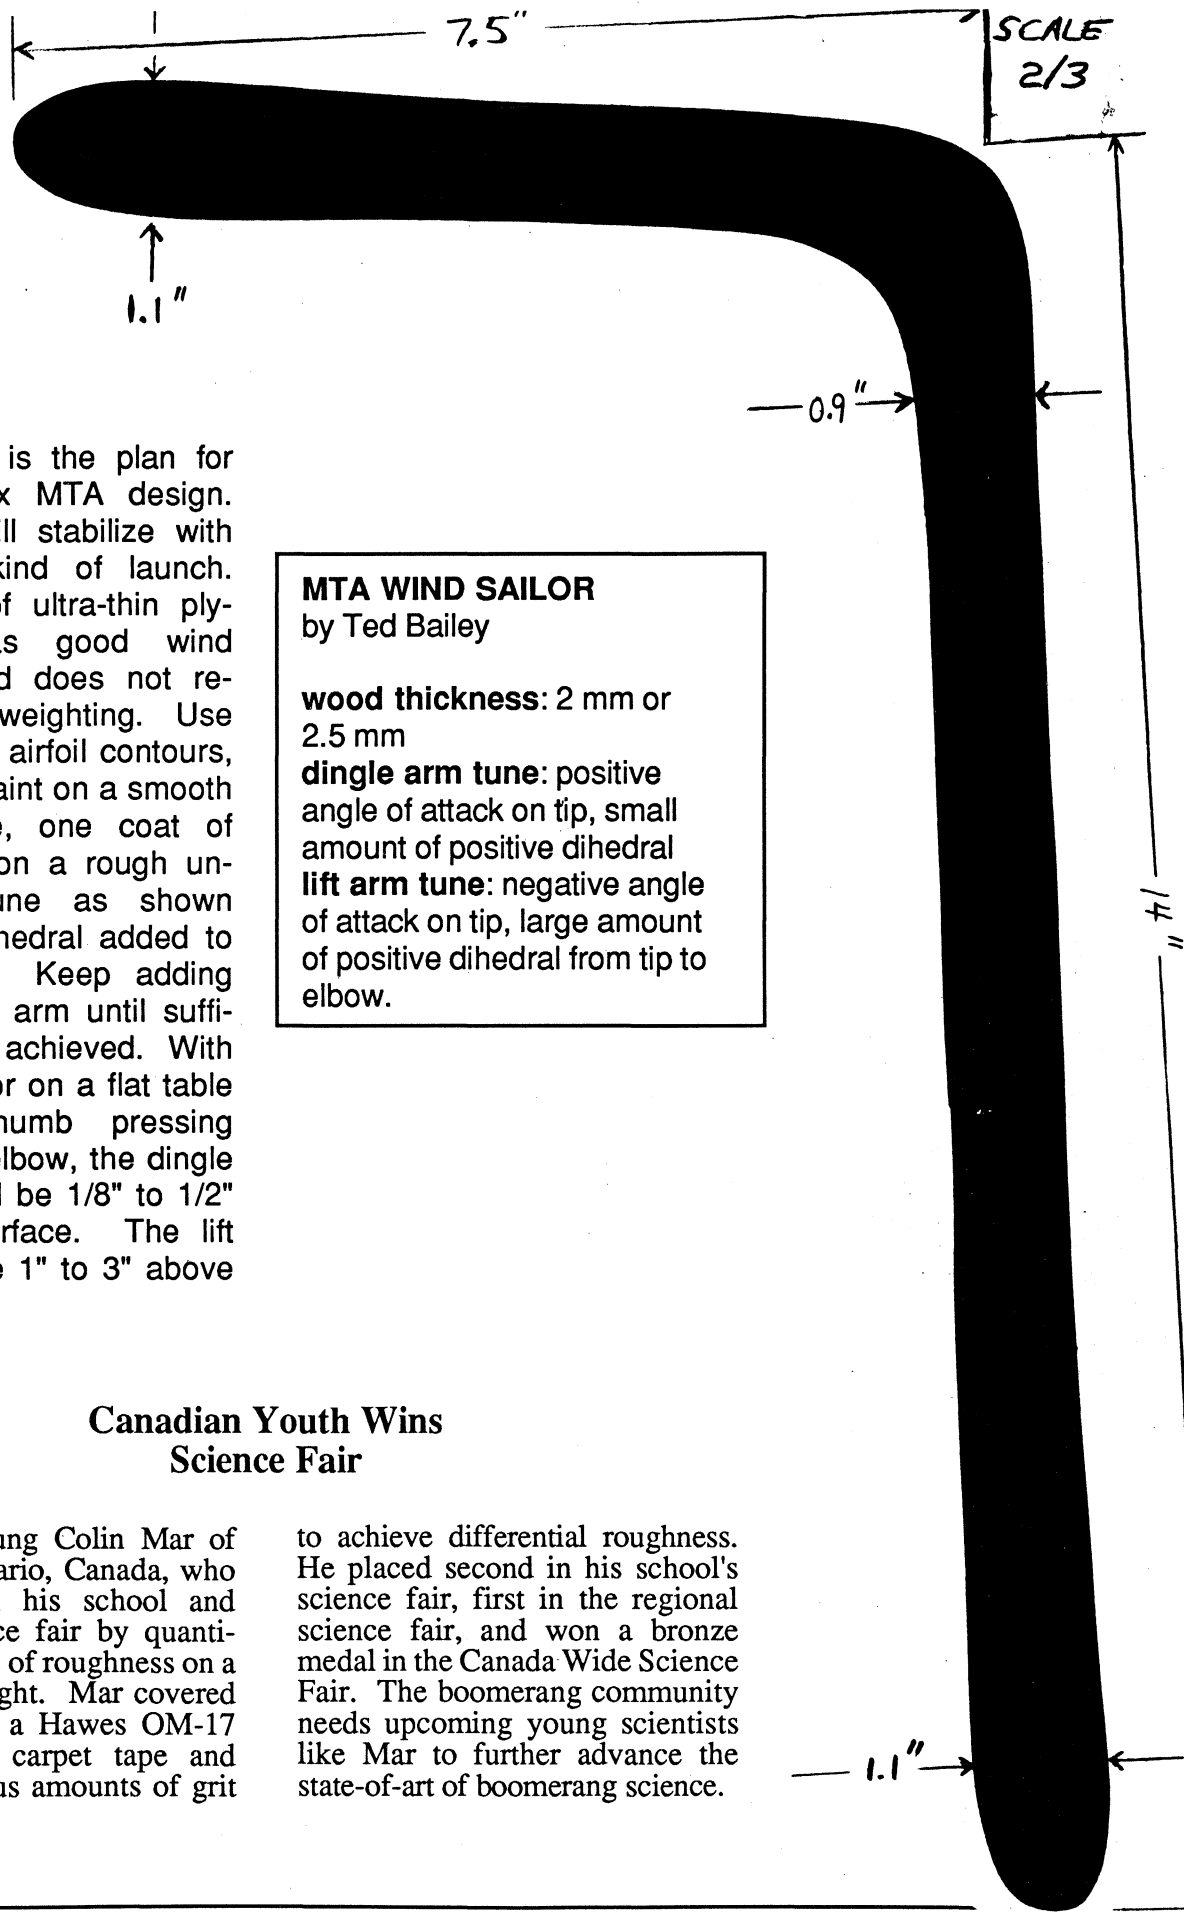 7.5"
SCALE
2/3
1.1"
0.9"
is the plan for
x MTA design.
ll stabilize with
kind of launch.
f ultra-thin ply-
s good wind
d does not re-
weighting. Use
airfoil contours,
aint on a smooth
e, one coat of
on a rough un-
une as shown
hedral added to
Keep adding
arm until suffi-
achieved. With
or on a flat table
humb pressing
elbow, the dingle
l be 1/8" to 1/2"
rface. The lift
e 1" to 3" above
MTA WIND SAILOR
by Ted Bailey
wood thickness: 2 mm or
2.5 mm
dingle arm tune: positive
angle of attack on tip, small
amount of positive dihedral
lift arm tune: negative angle
of attack on tip, large amount
of positive dihedral from tip to
elbow.
14"
Canadian Youth Wins
Science Fair
ung Colin Mar of
ario, Canada, who
his school and
ce fair by quanti-
of roughness on a
ght. Mar covered
a Hawes OM-17
carpet tape and
us amounts of grit
to achieve differential roughness.
He placed second in his school's
science fair, first in the regional
science fair, and won a bronze
medal in the Canada Wide Science
Fair. The boomerang community
needs upcoming young scientists
like Mar to further advance the
state-of-art of boomerang science.
1.1"